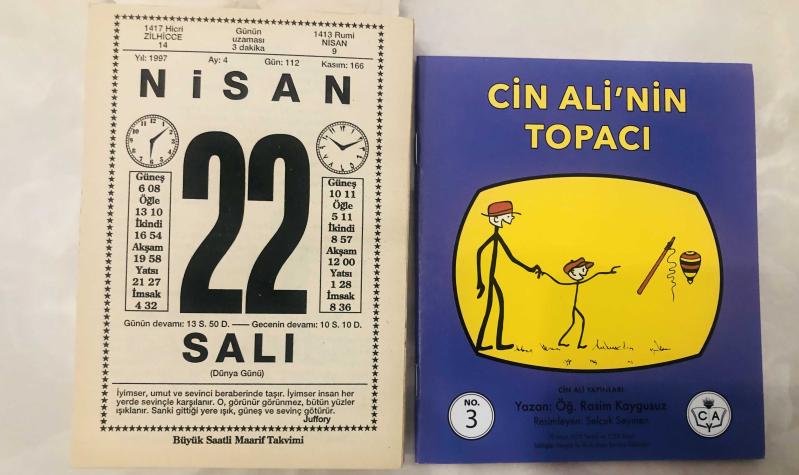 1417 Hicri
ZİLHİCCE
14
Günün
uzaması
3 dakika
1413 Rumi
NİSAN
9
Yıl: 1997 Ay: 4 Gün: 112 Kasım: 166
NİSAN
22
Güneş
6 08
Öğle
13 10
İkindi
16 54
Akşam
19 58
Yatsı
21 27
İmsak
4 32
Güneş
10 11
Öğle
5 11
İkindi
8 57
Akşam
12 00
Yatsı
1 28
İmsak
8 36
Günün devamı: 13 S. 50 D. — Gecenin devamı: 10 S. 10 D.
SALI
(Dünya Günü)
İyimser, umut ve sevinci beraberinde taşır. İyimser insan her
yerde sevinçle karşılanır. O, görünür görünmez, bütün yüzler
ışıklanır. Sanki gittiği yere ışık, güneş ve sevinç götürür.
Juffory
Büyük Saatli Maarif Takvimi
CİN ALİ'NİN
TOPACI
CİN ALİ YAYINLARI
NO.
3
Yazan: Öğ. Rasim Kaygusuz
Resimleyen: Selçuk Seymen
CAY